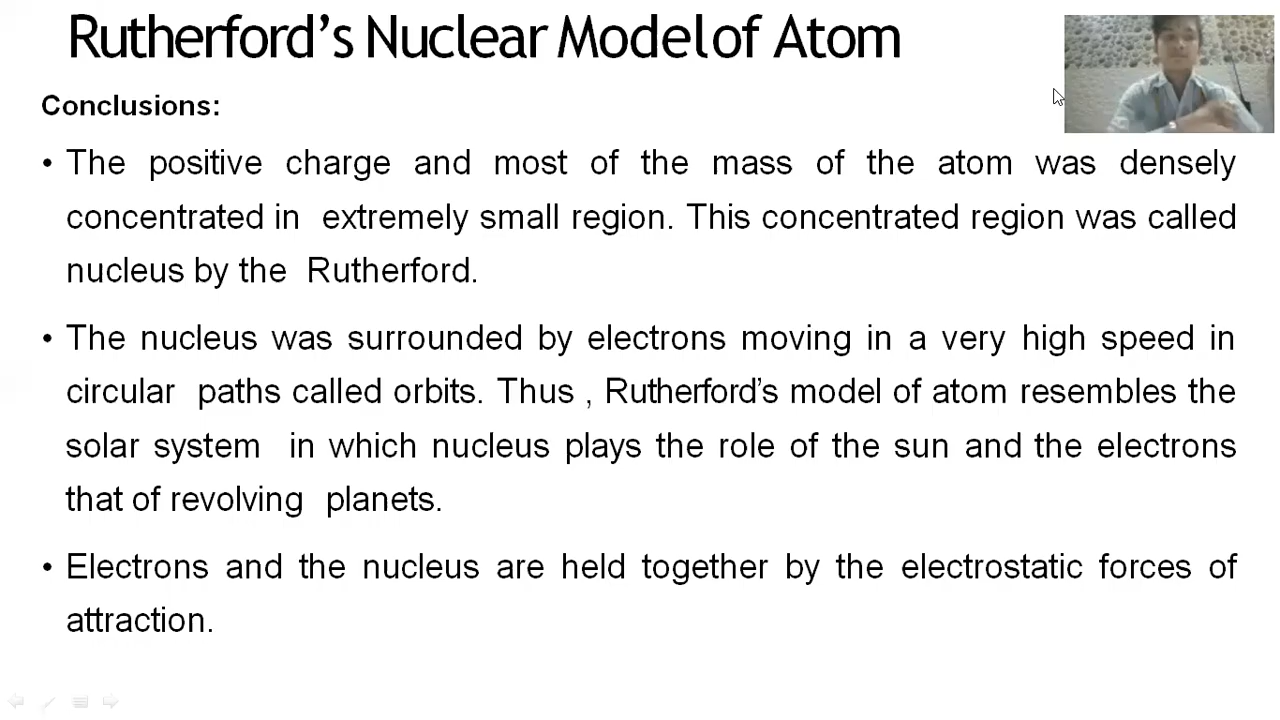 Rutherford's Nuclear Model of Atom
Conclusions:
• The positive charge and most of the mass of the atom was densely
concentrated in extremely small region. This concentrated region was called
nucleus by the Rutherford.
• The nucleus was surrounded by electrons moving in a very high speed in
circular paths called orbits. Thus , Rutherford's model of atom resembles the
solar system in which nucleus plays the role of the sun and the electrons
that of revolving planets.
• Electrons and the nucleus are held together by the electrostatic forces of
attraction.